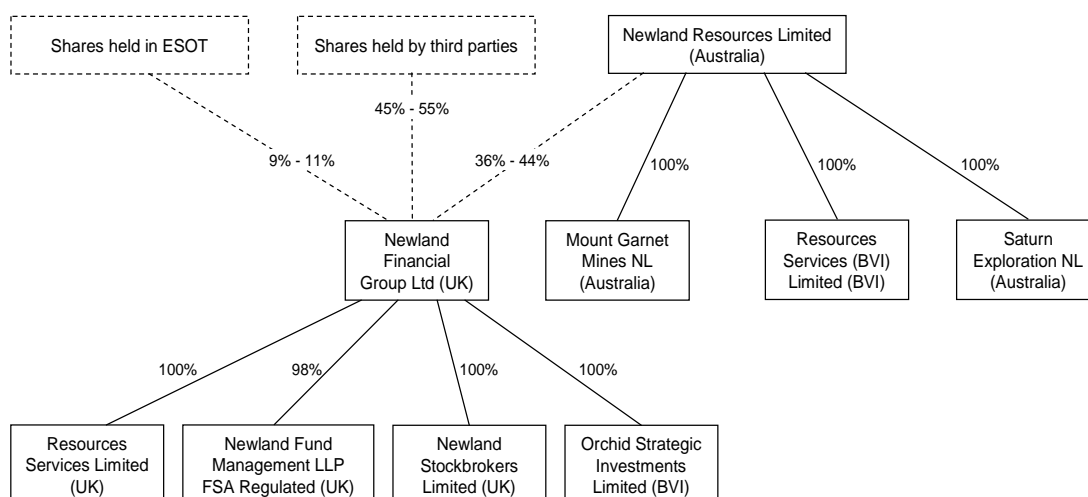 Shares held in ESOT
Shares held by third parties
Newland Resources Limited
(Australia)
45% - 55%
9% - 11%
36% - 44%
100%
100%
100%
Newland
Financial
Group Ltd (UK)
Mount Garnet
Mines NL
(Australia)
Resources
Services (BVI)
Limited (BVI)
Saturn
Exploration NL
(Australia)
100%
98%
100%
100%
Resources
Services Limited
(UK)
Newland Fund
Management LLP
FSA Regulated (UK)
Newland
Stockbrokers
Limited (UK)
Orchid Strategic
Investments
Limited (BVI)